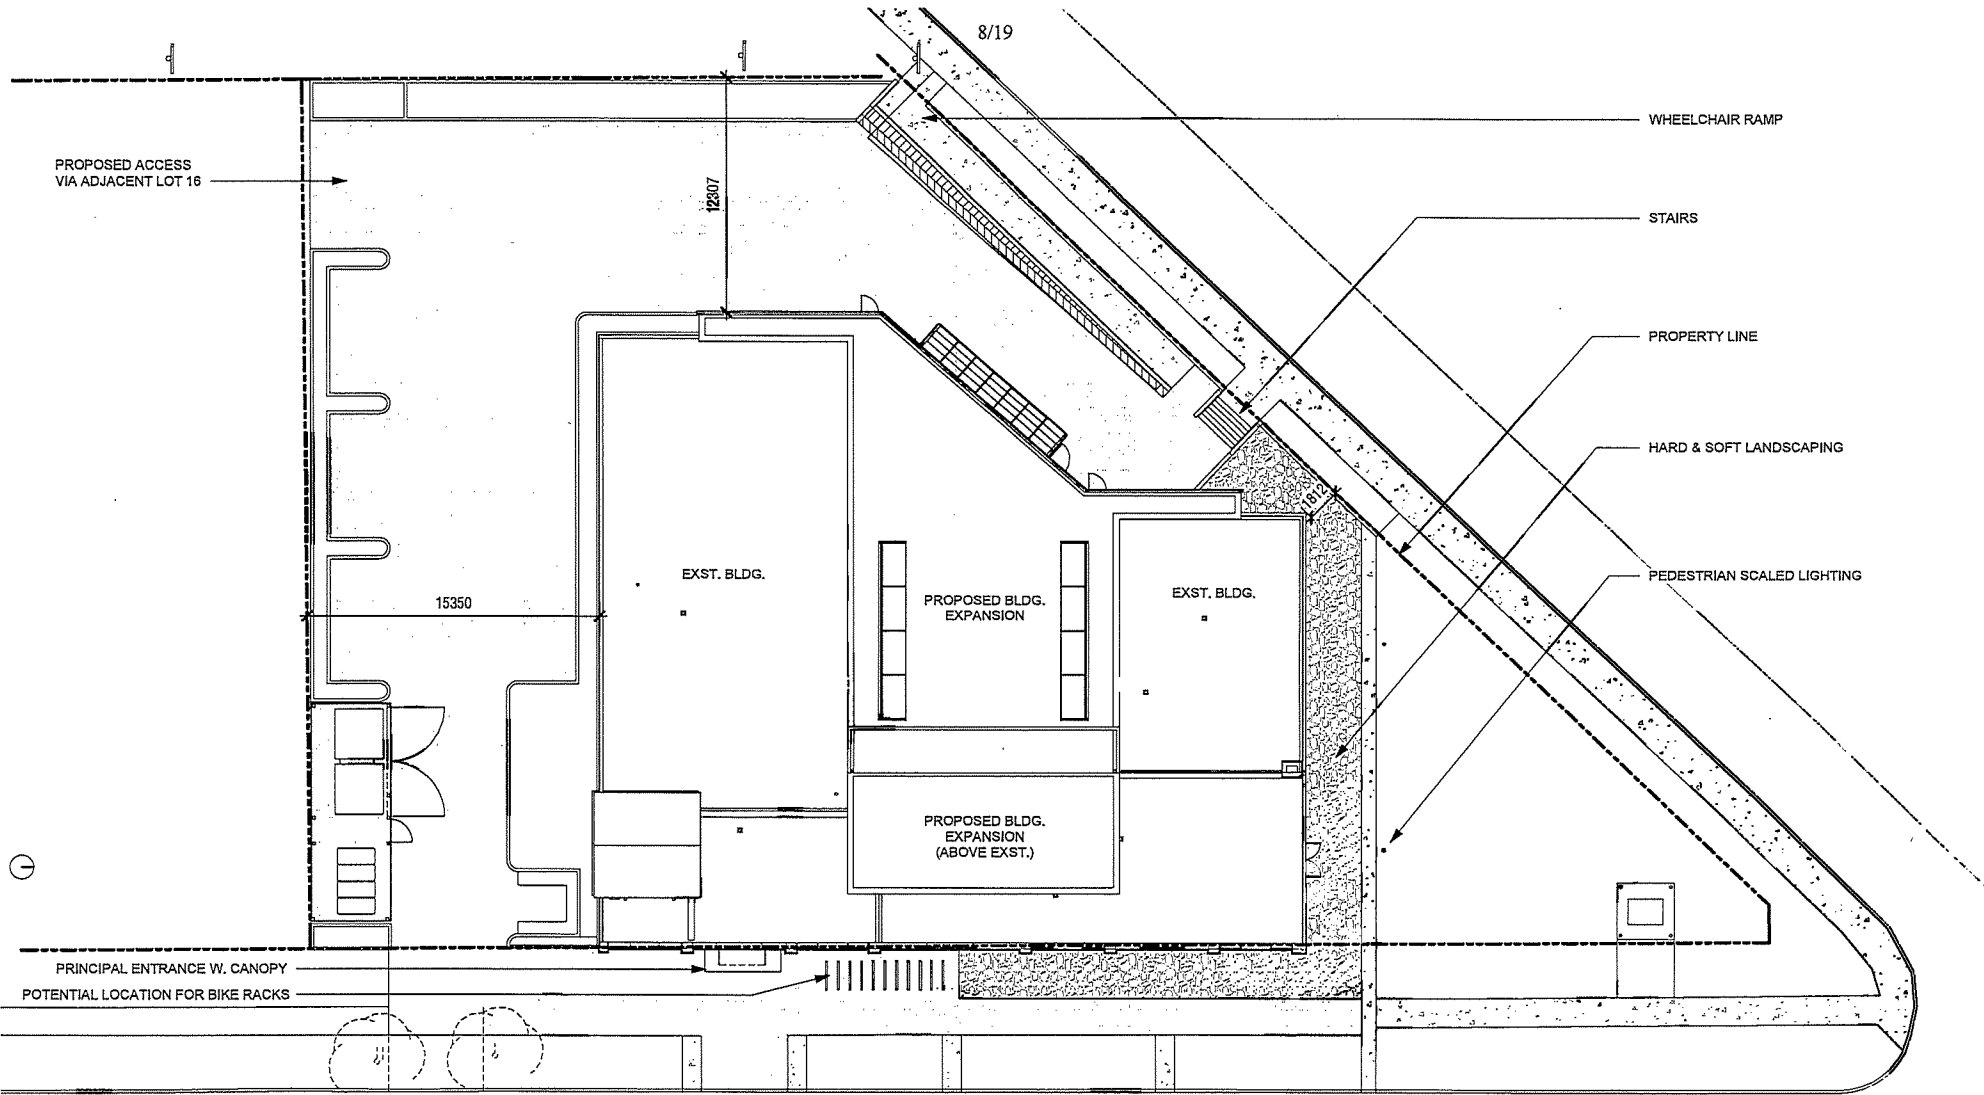 8/19
WHEELCHAIR RAMP
PROPOSED ACCESS
VIA ADJACENT LOT 16
12307
STAIRS
PROPERTY LINE
HARD & SOFT LANDSCAPING
1812
EXST. BLDG.
PROPOSED BLDG.
EXPANSION
EXST. BLDG.
PEDESTRIAN SCALED LIGHTING
15350
PROPOSED BLDG.
EXPANSION
(ABOVE EXST.)
PRINCIPAL ENTRANCE W. CANOPY
POTENTIAL LOCATION FOR BIKE RACKS